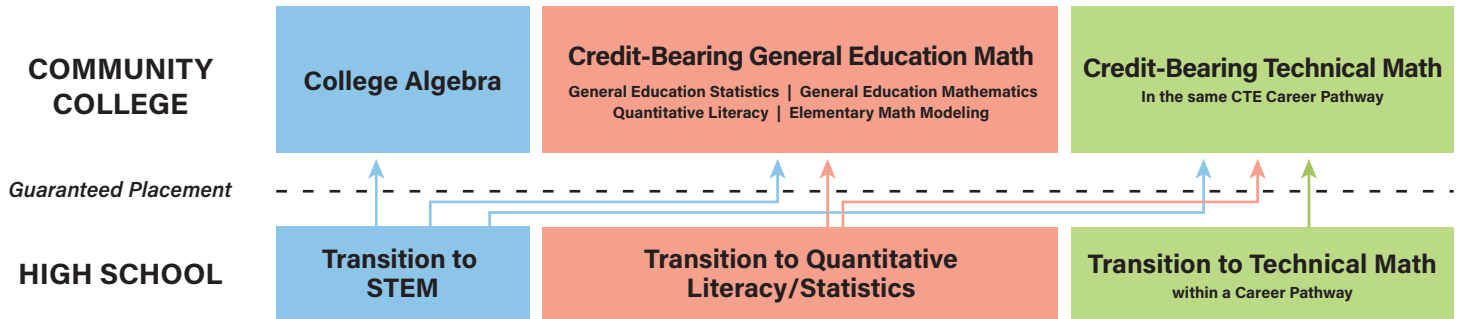 COMMUNITY
COLLEGE
College Algebra
Credit-Bearing General Education Math
General Education Statistics | General Education Mathematics
Quantitative Literacy | Elementary Math Modeling
Credit-Bearing Technical Math
In the same CTE Career Pathway
Guaranteed Placement
HIGH SCHOOL
Transition to
STEM
Transition to Quantitative
Literacy/Statistics
Transition to Technical Math
within a Career Pathway